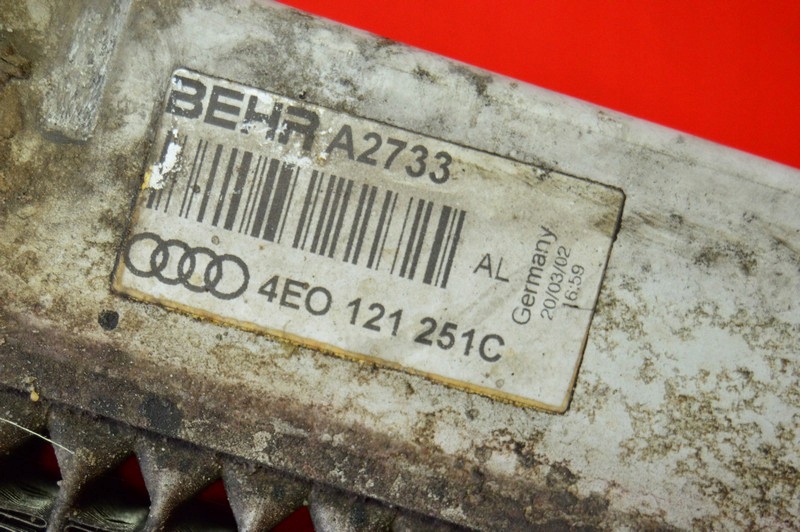 BEHR A2733
AL
4E0 121 251C
Germany
20/03/02
16:59